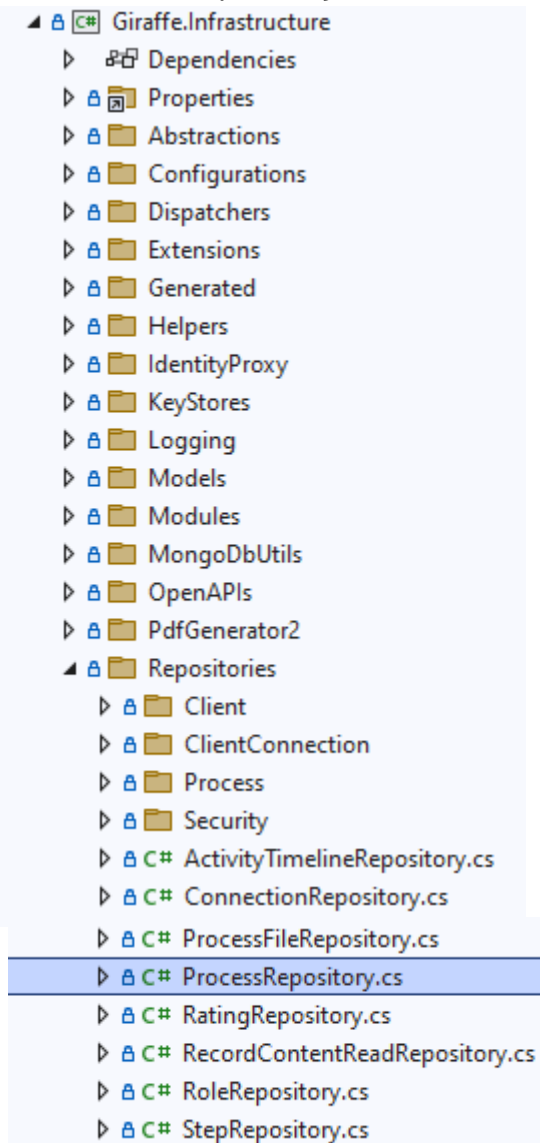 C# Giraffe.Infrastructure
Dependencies
Properties
Abstractions
Configurations
Dispatchers
Extensions
Generated
Helpers
IdentityProxy
KeyStores
Logging
Models
Modules
MongoDbUtils
OpenAPIs
PdfGenerator2
Repositories
Client
ClientConnection
Process
Security
C# ActivityTimelineRepository.cs
C# ConnectionRepository.cs
C# ProcessFileRepository.cs
C# ProcessRepository.cs
C# RatingRepository.cs
C# RecordContentReadRepository.cs
C# RoleRepository.cs
C# StepRepository.cs